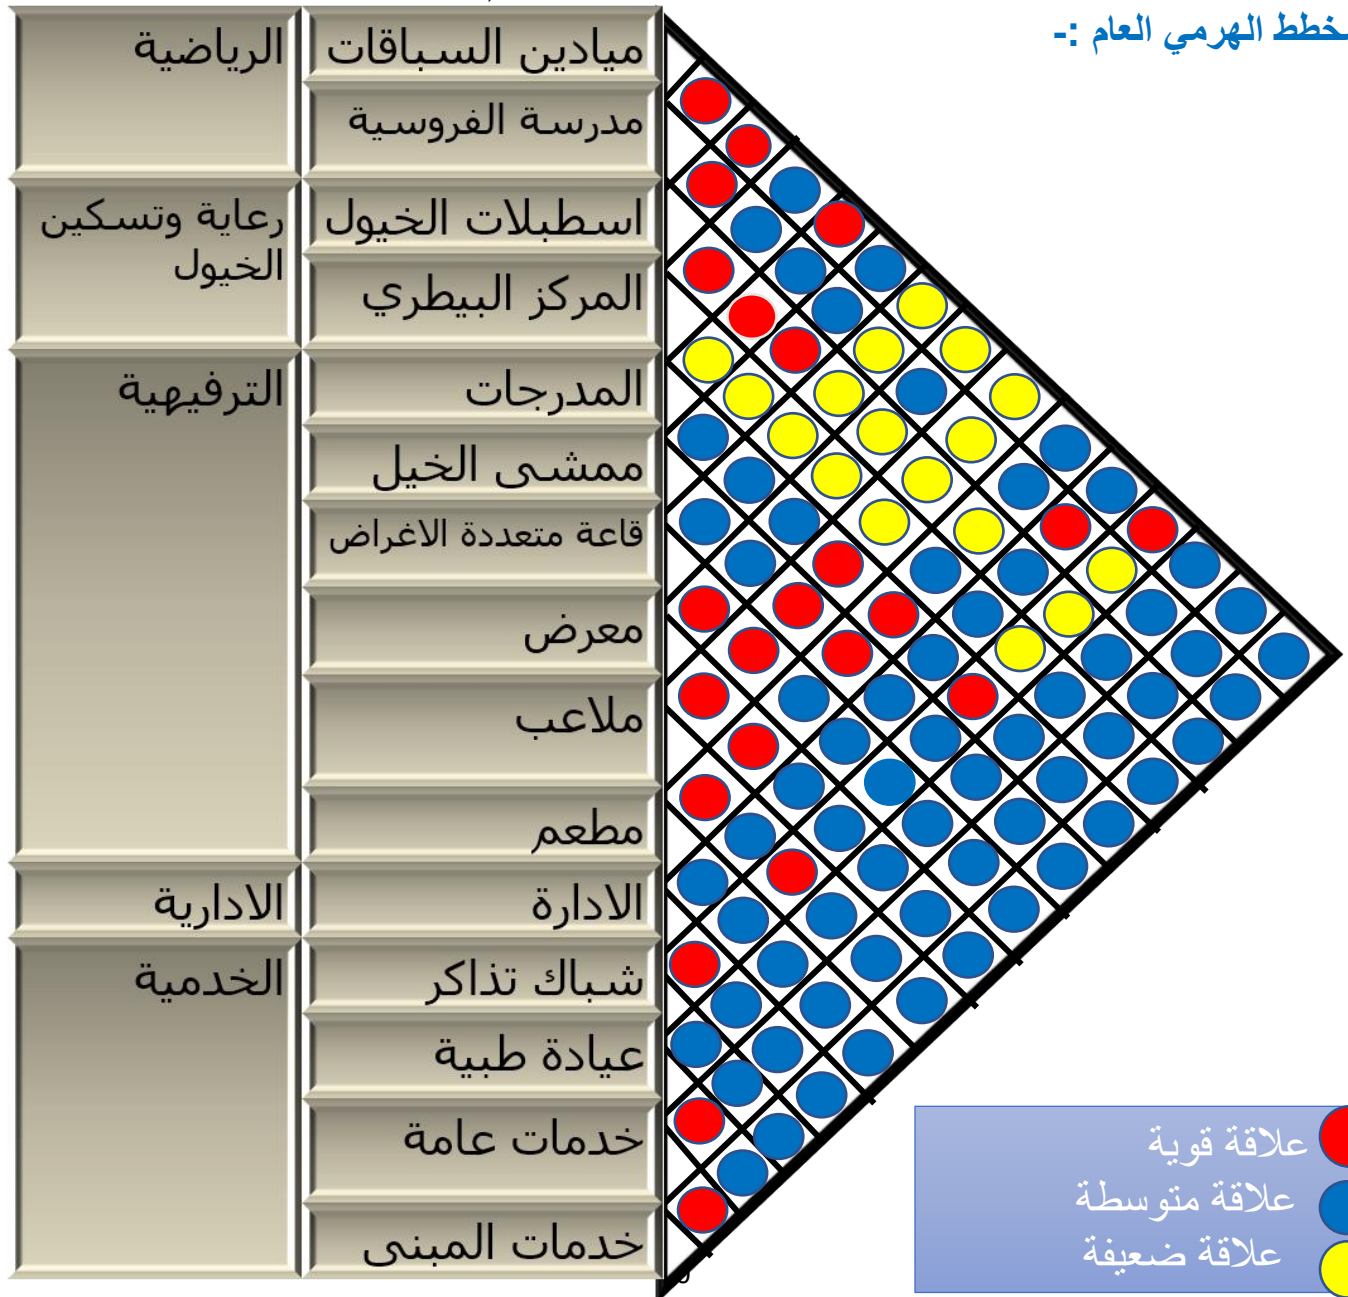 خطط الهرمي العام :-
الرياضية
ميادين السباقات
مدرسة الفروسية
رعاية وتسكين
الخيول
اسطبلات الخيول
المركز البيطري
الترفيهية
المدرجات
ممشى الخيل
قاعة متعددة الاغراض
معرض
ملاعب
مطعم
الادارية
الادارة
الخدمية
شباك تذاكر
عيادة طبية
خدمات عامة
خدمات المبنى
علاقة قوية
علاقة متوسطة
علاقة ضعيفة